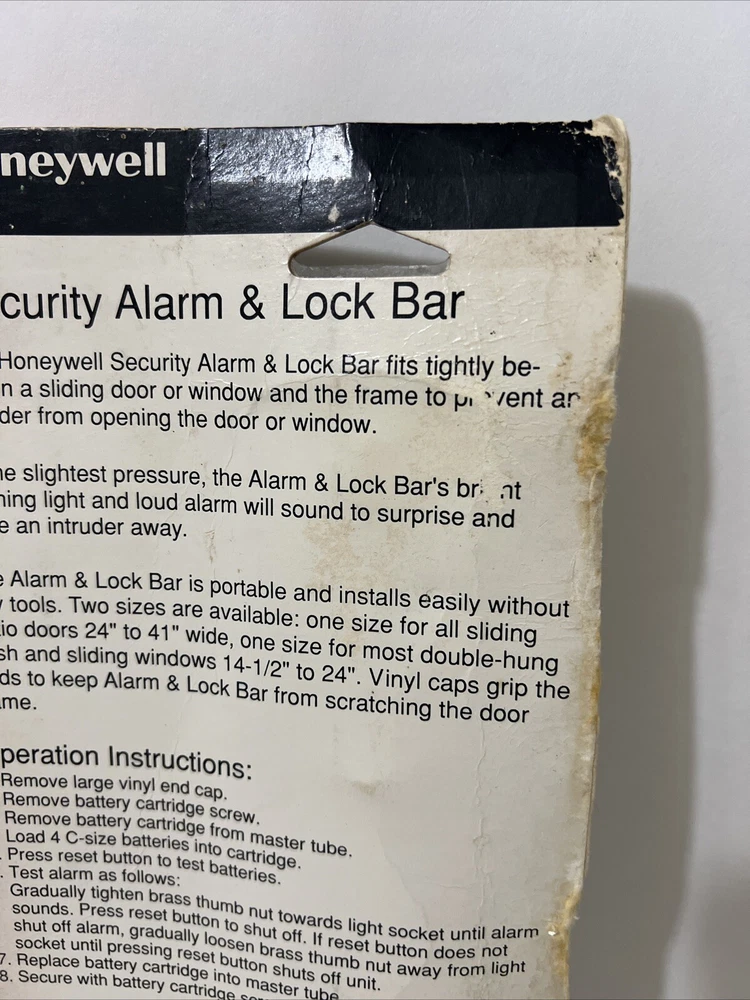 neywell
curity Alarm & Lock Bar
Honeywell Security Alarm & Lock Bar fits tightly be-
n a sliding door or window and the frame to
der from opening the door or window.
he slightest pressure, the Alarm & Lock Bar's
ning light and loud alarm will sound to surprise and
e an intruder away.
e Alarm & Lock Bar is portable and installs easily without
y tools. Two sizes are available: one size for all sliding
io doors 24" to 41" wide, one size for most double-hung
sh and sliding windows 14-1/2" to 24". Vinyl caps grip the
ds to keep Alarm & Lock Bar from scratching the door
ame.
peration Instructions:
Remove large vinyl end cap.
Remove battery cartridge screw.
Remove battery cartridge from master tube.
Load 4 C-size batteries into cartridge.
. Press reset button to test batteries.
. Test alarm as follows:
Gradually tighten brass thumb nut towards light socket until alarm
sounds. Press reset button to shut off. If reset button does not
shut off alarm, gradually loosen brass thumb nut away from light
socket until pressing reset button shuts off unit.
7. Replace battery cartridge into master tube
8. Secure with battery cartridge